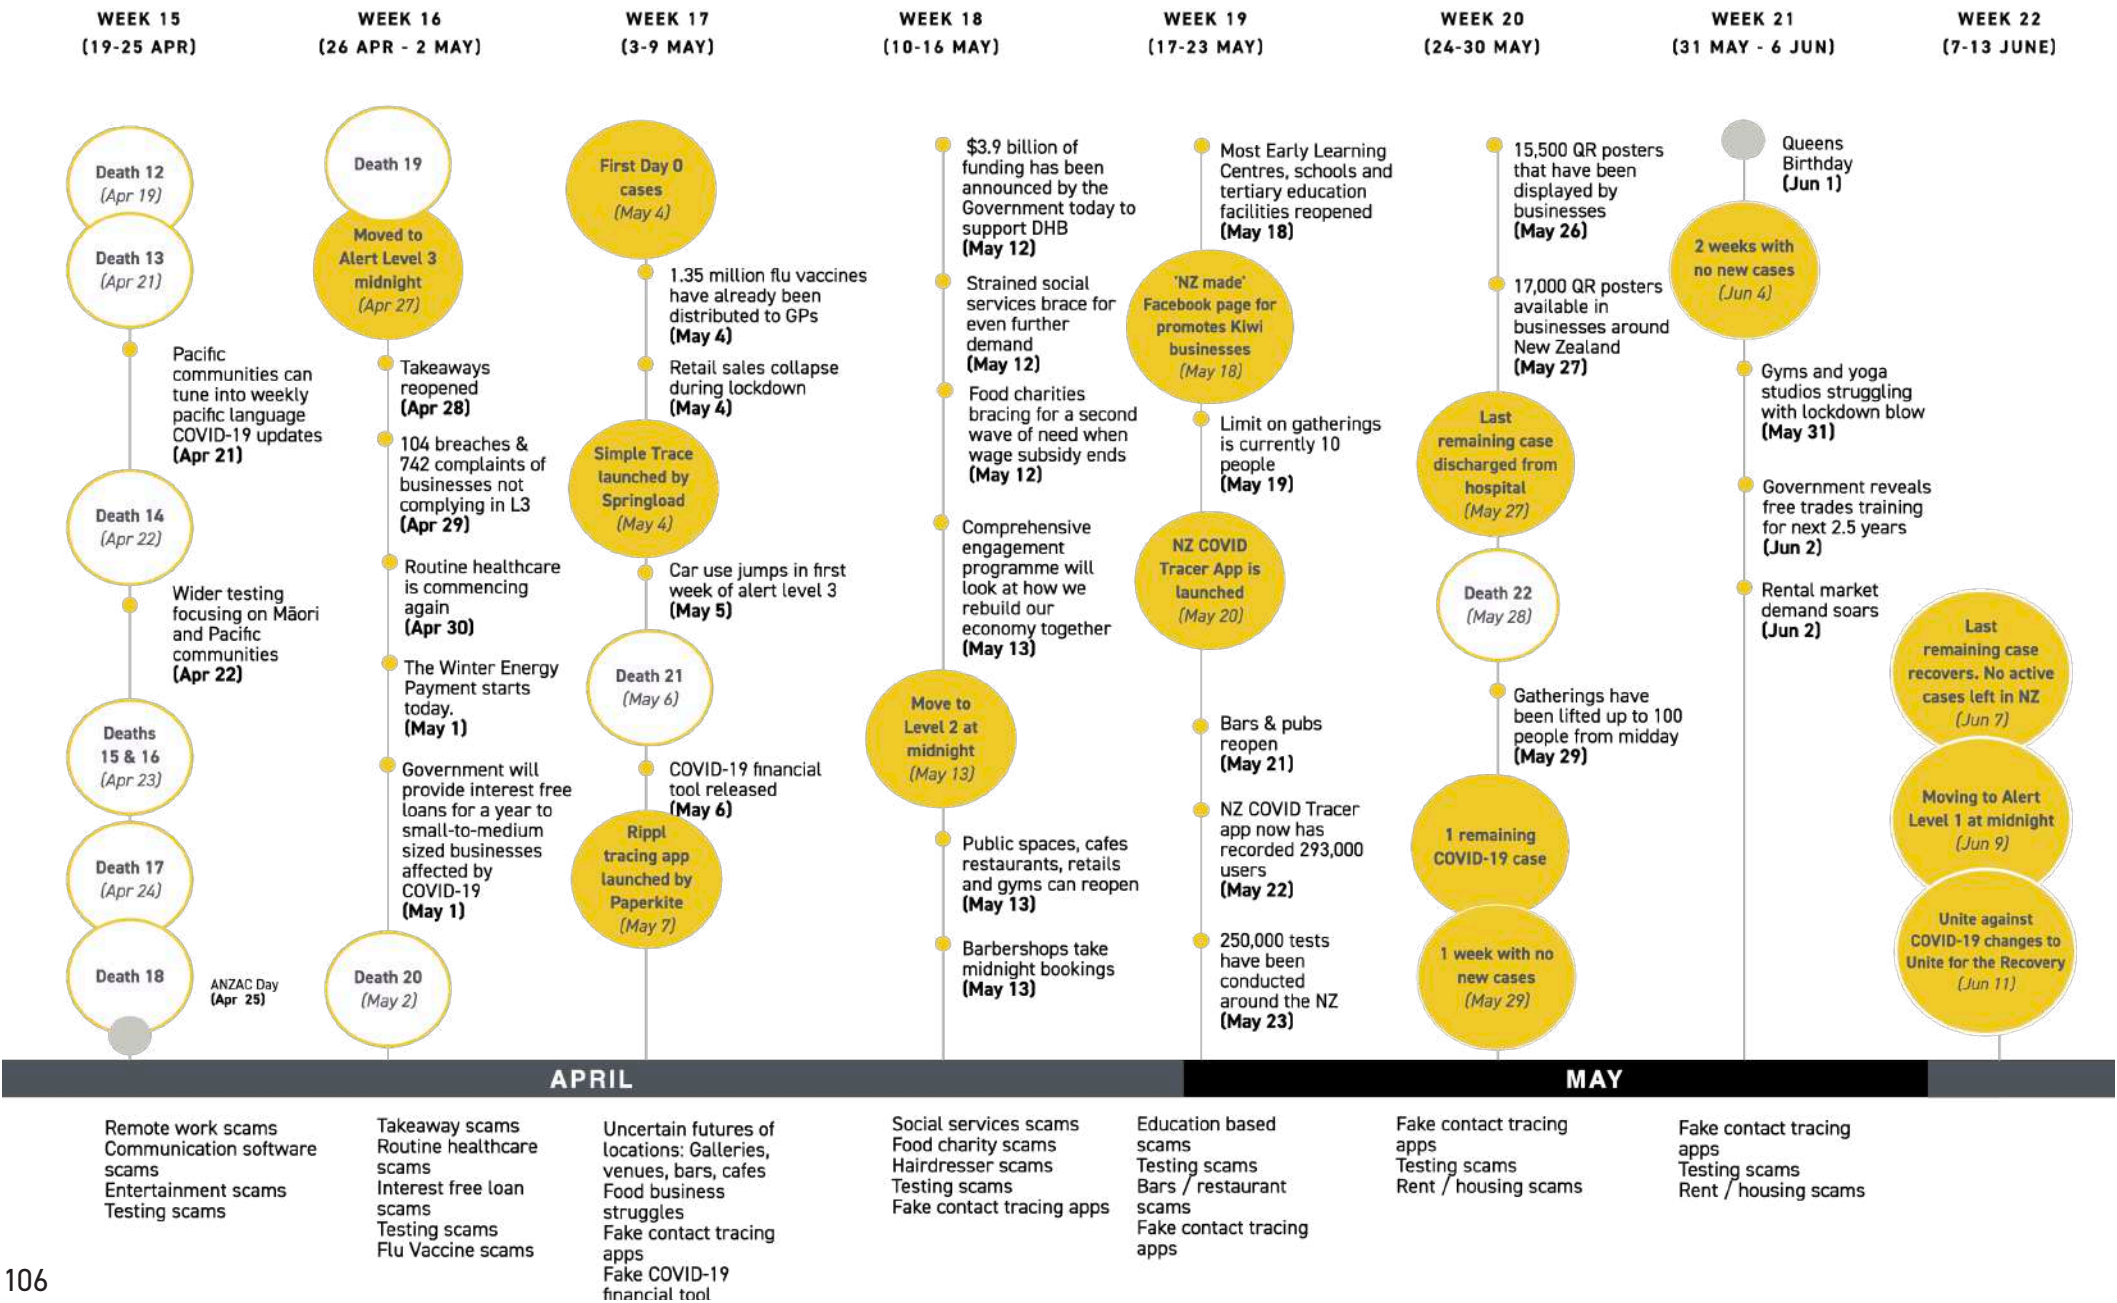 WEEK 15
(19-25 APR)
Death 12
(Apr 19)
Death 13
(Apr 21)
Pacific
communities can
tune into weekly
pacific language
COVID-19 updates
(Apr 21)
Death 14
(Apr 22)
Wider testing
focusing on Māori
and Pacific
communities
(Apr 22)
Deaths
15 & 16
(Apr 23)
Death 17
(Apr 24)
Death 18
ANZAC Day
(Apr 25)
WEEK 16
(26 APR - 2 MAY)
Death 19
Moved to
Alert Level 3
midnight
(Apr 27)
Takeaways
reopened
(Apr 28)
104 breaches &
742 complaints of
businesses not
complying in L3
(Apr 29)
Routine healthcare
is commencing
again
(Apr 30)
The Winter Energy
Payment starts
today.
(May 1)
Government will
provide interest free
loans for a year to
small-to-medium
sized businesses
affected by
COVID-19
(May 1)
Death 20
(May 2)
WEEK 17
(3-9 MAY)
First Day 0
cases
(May 4)
1.35 million flu vaccines
have already been
distributed to GPs
(May 4)
Retail sales collapse
during lockdown
(May 4)
Simple Trace
launched by
Springload
(May 4)
Car use jumps in first
week of alert level 3
(May 5)
Death 21
(May 6)
COVID-19 financial
tool released
(May 6)
Rippl
tracing app
launched by
Paperkite
(May 7)
WEEK 18
(10-16 MAY)
$3.9 billion of
funding has been
announced by the
Government today to
support DHB
(May 12)
Strained social
services brace for
even further
demand
(May 12)
Food charities
bracing for a second
wave of need when
wage subsidy ends
(May 12)
Comprehensive
engagement
programme will
look at how we
rebuild our
economy together
(May 13)
Move to
Level 2 at
midnight
(May 13)
Public spaces, cafes
restaurants, retails
and gyms can reopen
(May 13)
Barbershops take
midnight bookings
(May 13)
WEEK 19
(17-23 MAY)
Most Early Learning
Centres, schools and
tertiary education
facilities reopened
(May 18)
'NZ made'
Facebook page for
promotes Kiwi
businesses
(May 18)
Limit on gatherings
is currently 10
people
(May 19)
NZ COVID
Tracer App is
launched
(May 20)
Bars & pubs
reopen
(May 21)
NZ COVID Tracer
app now has
recorded 293,000
users
(May 22)
250,000 tests
have been
conducted
around the NZ
(May 23)
WEEK 20
(24-30 MAY)
15,500 QR posters
that have been
displayed by
businesses
(May 26)
17,000 QR posters
available in
businesses around
New Zealand
(May 27)
Last
remaining case
discharged from
hospital
(May 27)
Death 22
(May 28)
Gatherings have
been lifted up to 100
people from midday
(May 29)
1 remaining
COVID-19 case
1 week with no
new cases
(May 29)
WEEK 21
(31 MAY - 6 JUN)
Queens
Birthday
(Jun 1)
2 weeks with
no new cases
(Jun 4)
Gyms and yoga
studios struggling
with lockdown blow
(May 31)
Government reveals
free trades training
for next 2.5 years
(Jun 2)
Rental market
demand soars
(Jun 2)
WEEK 22
(7-13 JUNE)
Last
remaining case
recovers. No active
cases left in NZ
(Jun 7)
Moving to Alert
Level 1 at midnight
(Jun 9)
Unite against
COVID-19 changes to
Unite for the Recovery
(Jun 11)
APRIL
MAY
Remote work scams
Communication software
scams
Entertainment scams
Testing scams
Takeaway scams
Routine healthcare
scams
Interest free loan
scams
Testing scams
Flu Vaccine scams
Uncertain futures of
locations: Galleries,
venues, bars, cafes
Food business
struggles
Fake contact tracing
apps
Fake COVID-19
financial tool
Social services scams
Food charity scams
Hairdresser scams
Testing scams
Fake contact tracing apps
Education based
scams
Testing scams
Bars / restaurant
scams
Fake contact tracing
apps
Fake contact tracing
apps
Testing scams
Rent / housing scams
Fake contact tracing
apps
Testing scams
Rent / housing scams
106